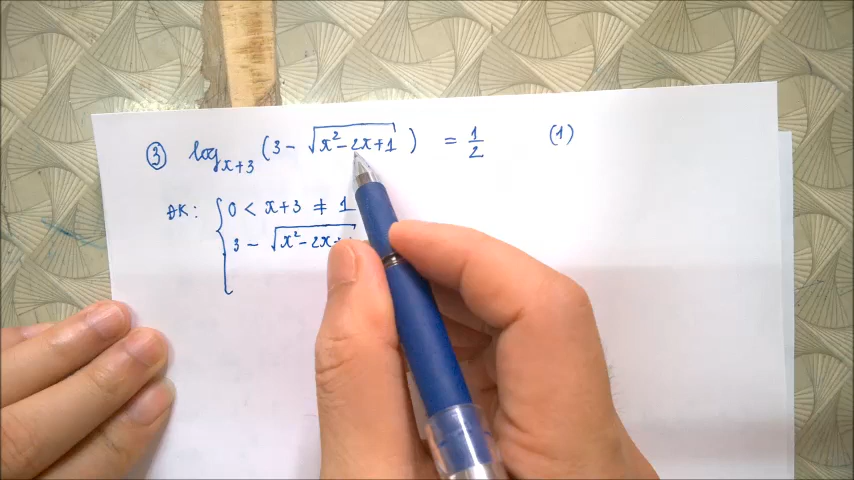 ③ log_{x+3} (3 - √(x² - 2x + 1)) = 1/2 (1)
ĐK: { 0 < x + 3 ≠ 1
3 - √(x² - 2x